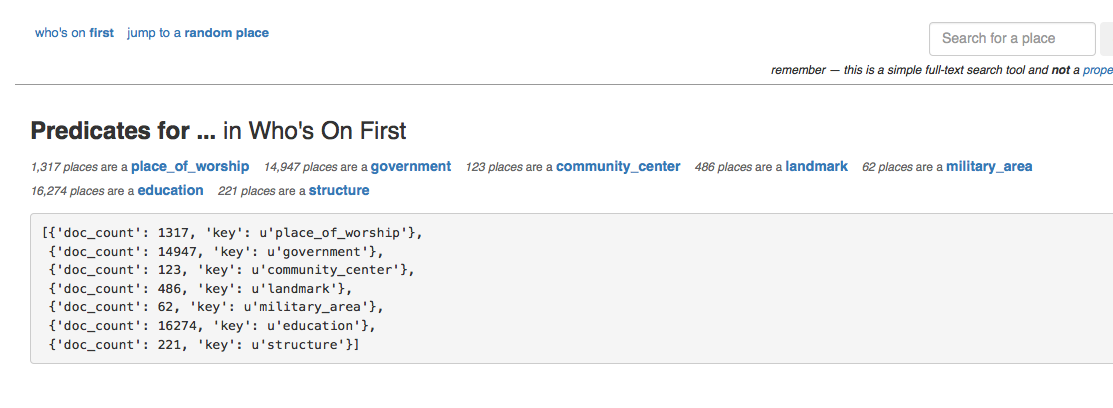 who's on first jump to a random place
Search for a place
remember — this is a simple full-text search tool and not a prope
Predicates for ... in Who's On First
1,317 places are a place_of_worship 14,947 places are a government 123 places are a community_center 486 places are a landmark 62 places are a military_area
16,274 places are a education 221 places are a structure
[{'doc_count': 1317, 'key': u'place_of_worship'},
{'doc_count': 14947, 'key': u'government'},
{'doc_count': 123, 'key': u'community_center'},
{'doc_count': 486, 'key': u'landmark'},
{'doc_count': 62, 'key': u'military_area'},
{'doc_count': 16274, 'key': u'education'},
{'doc_count': 221, 'key': u'structure'}]